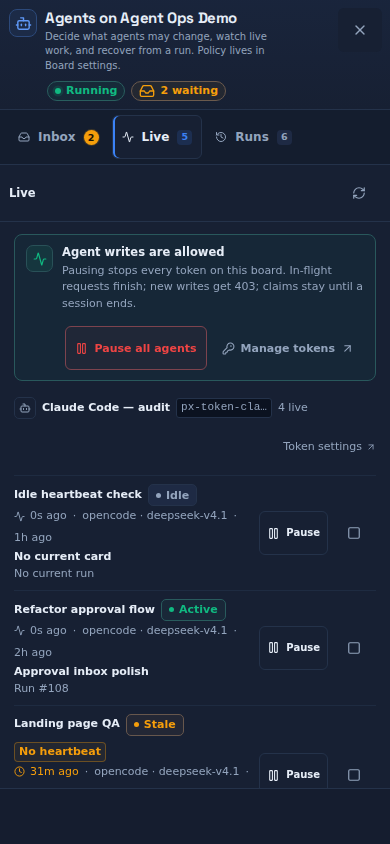 Agents on Agent Ops Demo
Decide what agents may change, watch live
work, and recover from a run. Policy lives in
Board settings.
Running 2 waiting
Inbox 2 Live 5 Runs 6
Live
Agent writes are allowed
Pausing stops every token on this board. In-flight
requests finish; new writes get 403; claims stay until a
session ends.
Pause all agents Manage tokens
Claude Code — audit px-token-cla… 4 live
Token settings
Idle heartbeat check Idle
0s ago · opencode · deepseek-v4.1 ·
1h ago
No current card
No current run
Pause
Refactor approval flow Active
0s ago · opencode · deepseek-v4.1 ·
2h ago
Approval inbox polish
Run #108
Pause
Landing page QA Stale
No heartbeat
31m ago · opencode · deepseek-v4.1 ·
Pause